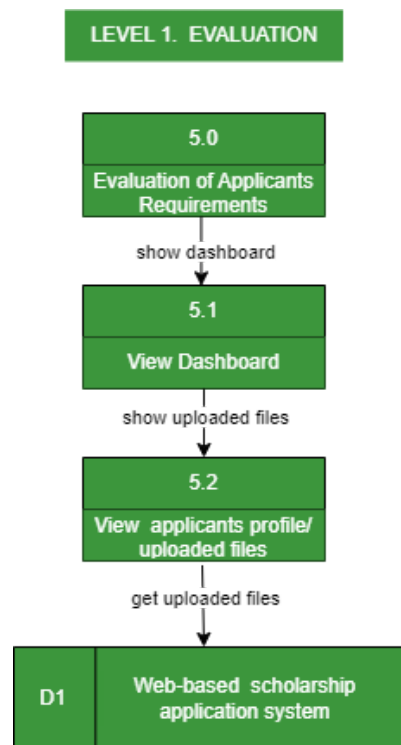 LEVEL 1. EVALUATION
5.0
Evaluation of Applicants
Requirements
show dashboard
5.1
View Dashboard
show uploaded files
5.2
View applicants profile/
uploaded files
get uploaded files
D1
Web-based scholarship
application system